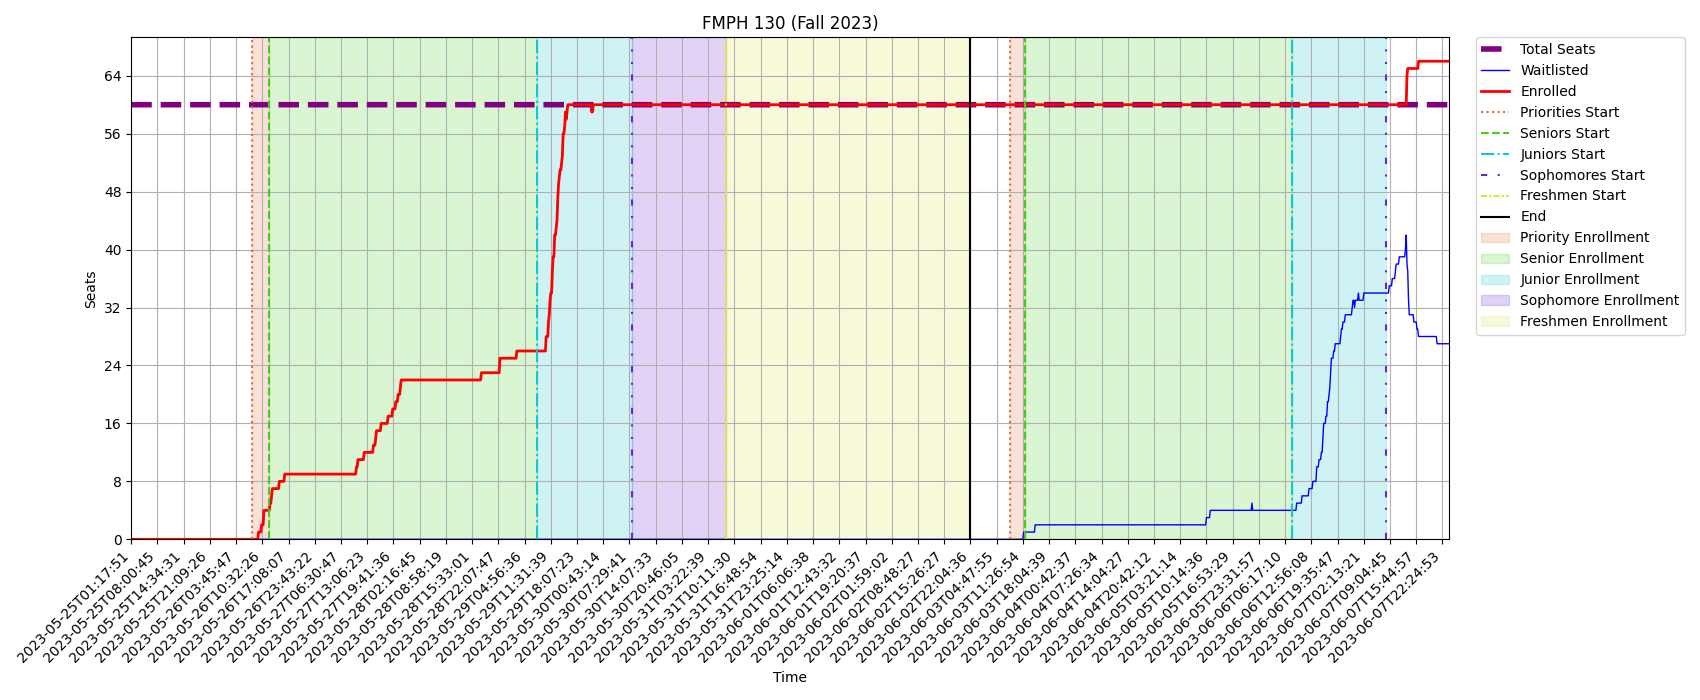 FMPH 130 (Fall 2023)
Seats
64
56
48
40
32
24
16
8
0
2023-05-25T01:17:51
2023-05-25T08:00:45
2023-05-25T14:34:31
2023-05-25T21:09:26
2023-05-26T03:45:47
2023-05-26T10:32:26
2023-05-26T17:08:07
2023-05-26T23:43:22
2023-05-27T06:30:47
2023-05-27T13:06:23
2023-05-27T19:41:36
2023-05-28T02:16:45
2023-05-28T08:58:19
2023-05-28T15:33:01
2023-05-28T22:07:47
2023-05-29T04:56:36
2023-05-29T11:31:39
2023-05-29T18:07:23
2023-05-30T00:43:14
2023-05-30T07:29:41
2023-05-30T14:07:33
2023-05-30T20:46:05
2023-05-31T03:22:39
2023-05-31T10:11:30
2023-05-31T16:48:54
2023-05-31T23:25:14
2023-06-01T06:06:38
2023-06-01T12:43:32
2023-06-01T19:20:37
2023-06-02T01:59:02
2023-06-02T08:48:27
2023-06-02T15:26:27
2023-06-02T22:04:36
2023-06-03T04:47:55
2023-06-03T11:26:54
2023-06-03T18:04:39
2023-06-04T00:42:37
2023-06-04T07:26:34
2023-06-04T14:04:27
2023-06-04T20:42:12
2023-06-05T03:21:14
2023-06-05T10:14:36
2023-06-05T16:53:29
2023-06-05T23:31:57
2023-06-06T06:17:10
2023-06-06T12:56:08
2023-06-06T19:35:47
2023-06-07T02:13:21
2023-06-07T09:04:45
2023-06-07T15:44:57
2023-06-07T22:24:53
Time
Total Seats
Waitlisted
Enrolled
Priorities Start
Seniors Start
Juniors Start
Sophomores Start
Freshmen Start
End
Priority Enrollment
Senior Enrollment
Junior Enrollment
Sophomore Enrollment
Freshmen Enrollment